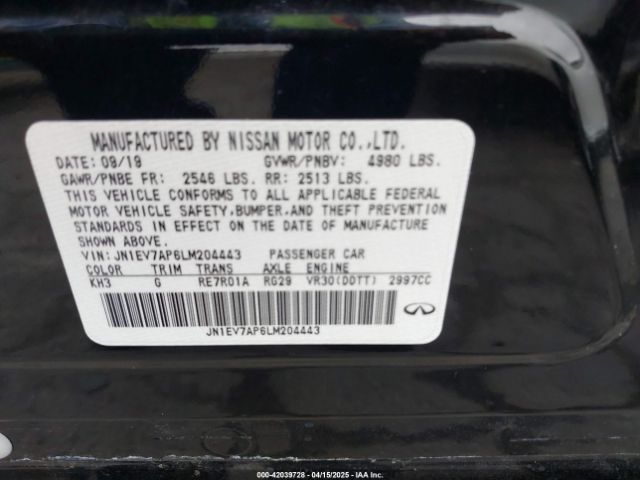 MANUFACTURED BY NISSAN MOTOR CO.,LTD.
DATE: 09/19 GVWR/PNBV: 4980 LBS.
GAWR/PNBE FR: 2546 LBS. RR: 2513 LBS.
THIS VEHICLE CONFORMS TO ALL APPLICABLE FEDERAL
MOTOR VEHICLE SAFETY, BUMPER, AND THEFT PREVENTION
STANDARDS IN EFFECT ON THE DATE OF MANUFACTURE
SHOWN ABOVE.
VIN: JN1EV7AP6LM204443 PASSENGER CAR
COLOR TRIM TRANS AXLE ENGINE
KH3 G RE7R01A RG29 VR30(DDTT) 2997CC
JN1EV7AP6LM204443
000-42039728 - 04/15/2025 - IAA Inc.